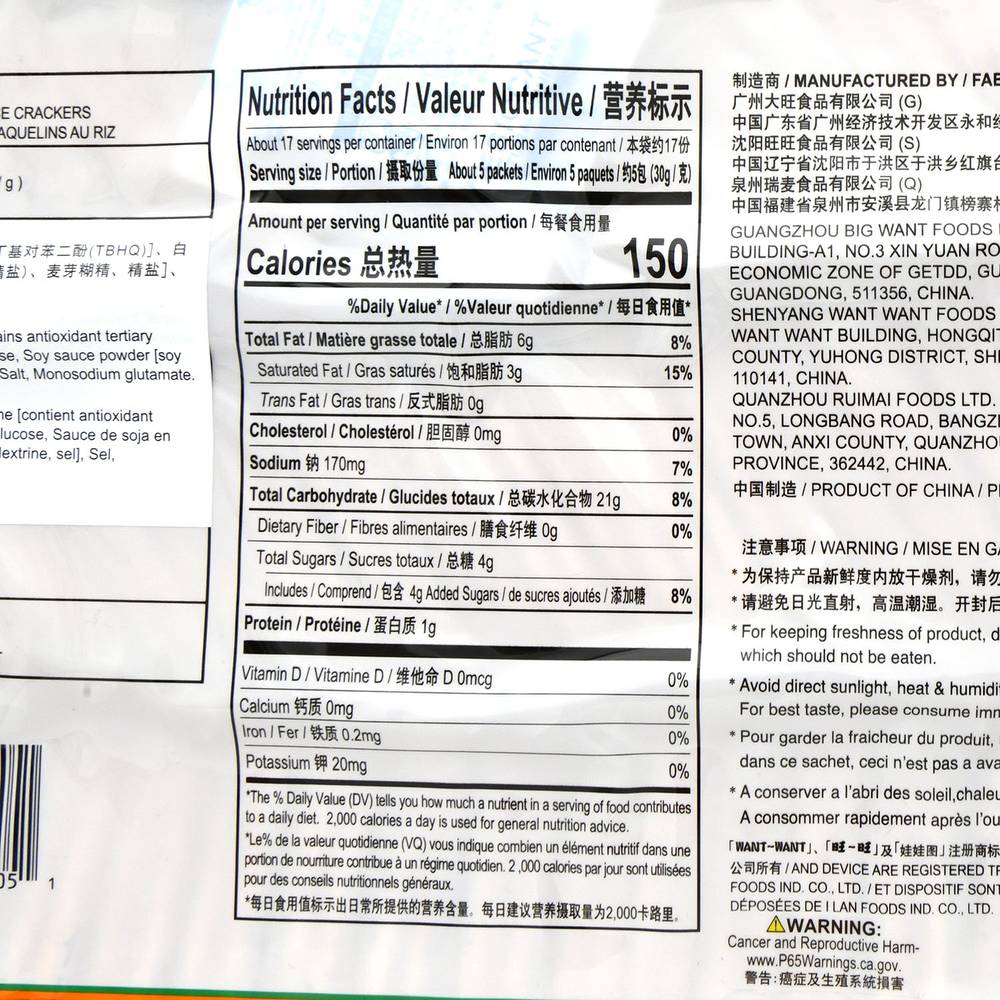 CE CRACKERS
AQUELINS AU RIZ
g)
丁基对苯二酚(TBHQ)]、白
精盐)、麦芽糊精、精盐]、
ains antioxidant tertiary
se, Soy sauce powder [soy
Salt, Monosodium glutamate.
ne [contient antioxidant
lucose, Sauce de soja en
dextrine, sel], Sel,
05 1
Nutrition Facts / Valeur Nutritive / 营养标示
About 17 servings per container / Environ 17 portions par contenant / 本袋约17份
Serving size / Portion / 摄取份量 About 5 packets / Environ 5 paquets / 约5包 (30g / 克)
Amount per serving / Quantité par portion / 每餐食用量
Calories 总热量 150
%Daily Value* / %Valeur quotidienne* / 每日食用值*
Total Fat / Matière grasse totale / 总脂肪 6g 8%
Saturated Fat / Gras saturés / 饱和脂肪 3g 15%
Trans Fat / Gras trans / 反式脂肪 0g
Cholesterol / Cholestérol / 胆固醇 0mg 0%
Sodium 钠 170mg 7%
Total Carbohydrate / Glucides totaux / 总碳水化合物 21g 8%
Dietary Fiber / Fibres alimentaires / 膳食纤维 0g 0%
Total Sugars / Sucres totaux / 总糖 4g
Includes / Comprend / 包含 4g Added Sugars / de sucres ajoutés / 添加糖 8%
Protein / Protéine / 蛋白质 1g
Vitamin D / Vitamine D / 维他命 D 0mcg 0%
Calcium 钙质 0mg 0%
Iron / Fer / 铁质 0.2mg 0%
Potassium 钾 20mg 0%
*The % Daily Value (DV) tells you how much a nutrient in a serving of food contributes
to a daily diet. 2,000 calories a day is used for general nutrition advice.
*Le% de la valeur quotidienne (VQ) vous indique combien un élément nutritif dans une
portion de nourriture contribue à un régime quotidien. 2 ,000 calories par jour sont utilisées
pour des conseils nutritionnels généraux.
*每日食用值标示出日常所提供的营养含量。每日建议营养摄取量为2,000卡路里。
制造商 / MANUFACTURED BY / FAB
广州大旺食品有限公司 (G)
中国广东省广州经济技术开发区永和经
沈阳旺旺食品有限公司 (S)
中国辽宁省沈阳市于洪区于洪乡红旗台
泉州瑞麦食品有限公司 (Q)
中国福建省泉州市安溪县龙门镇榜寨村
GUANGZHOU BIG WANT FOODS
BUILDING-A1, NO.3 XIN YUAN RO
ECONOMIC ZONE OF GETDD, GU
GUANGDONG, 511356, CHINA.
SHENYANG WANT WANT FOODS
WANT WANT BUILDING, HONGQIT
COUNTY, YUHONG DISTRICT, SHE
110141, CHINA.
QUANZHOU RUIMAI FOODS LTD.
NO.5, LONGBANG ROAD, BANGZH
TOWN, ANXI COUNTY, QUANZHO
PROVINCE, 362442, CHINA.
中国制造 / PRODUCT OF CHINA / P
注意事项 / WARNING / MISE EN GA
*为保持产品新鲜度内放干燥剂，请勿
*请避免日光直射，高温潮湿。开封后
* For keeping freshness of product, d
which should not be eaten.
* Avoid direct sunlight, heat & humidit
For best taste, please consume imm
* Pour garder la fraicheur du produit,
dans ce sachet, ceci n'est pas a ava
* A conserver a l'abri des soleil,chaleu
A consommer rapidement après l'ou
「WANT-WANT」、「旺-旺」及「娃娃图」注册商标
公司所有 / AND DEVICE ARE REGISTERED TR
FOODS IND. CO., LTD. / ET DISPOSITIF SONT
DÉPOSÉES DE I LAN FOODS IND. CO., LTD.
⚠WARNING:
Cancer and Reproductive Harm-
www.P65Warnings.ca.gov.
警告:癌症及生殖系統損害